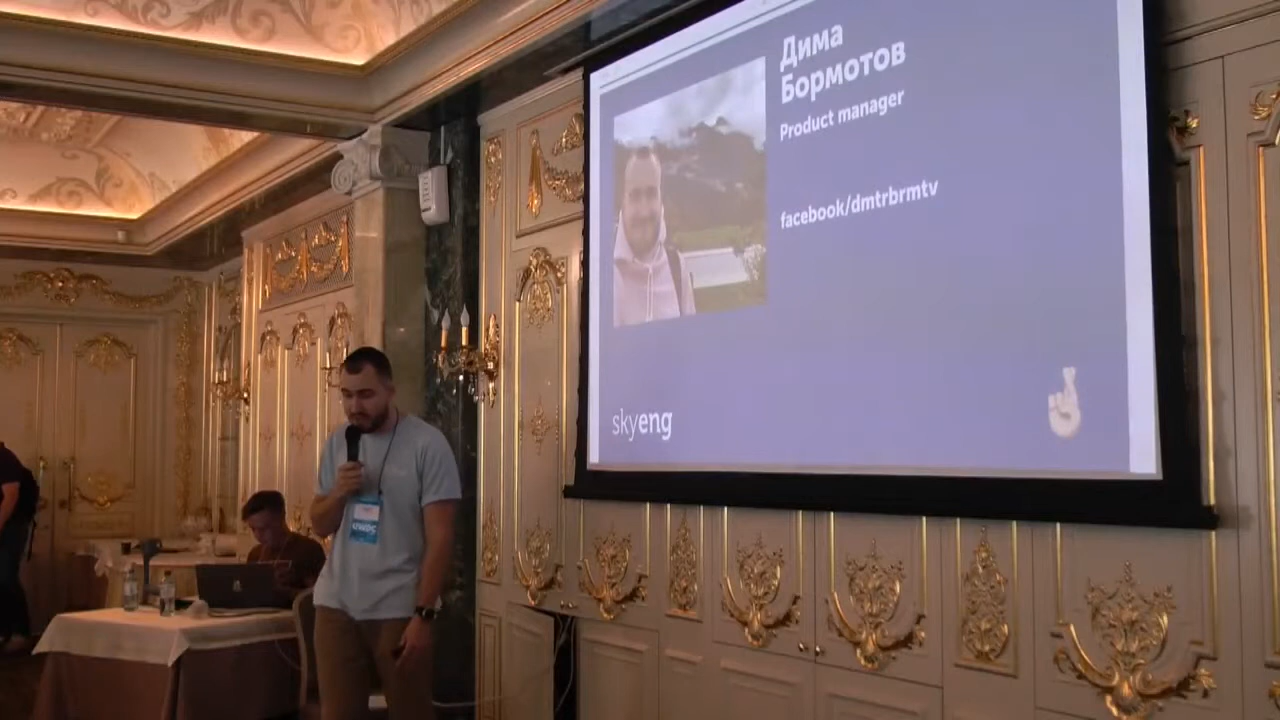 Дима
Бормотов
Product manager
facebook/dmtrbrmtv
skyeng